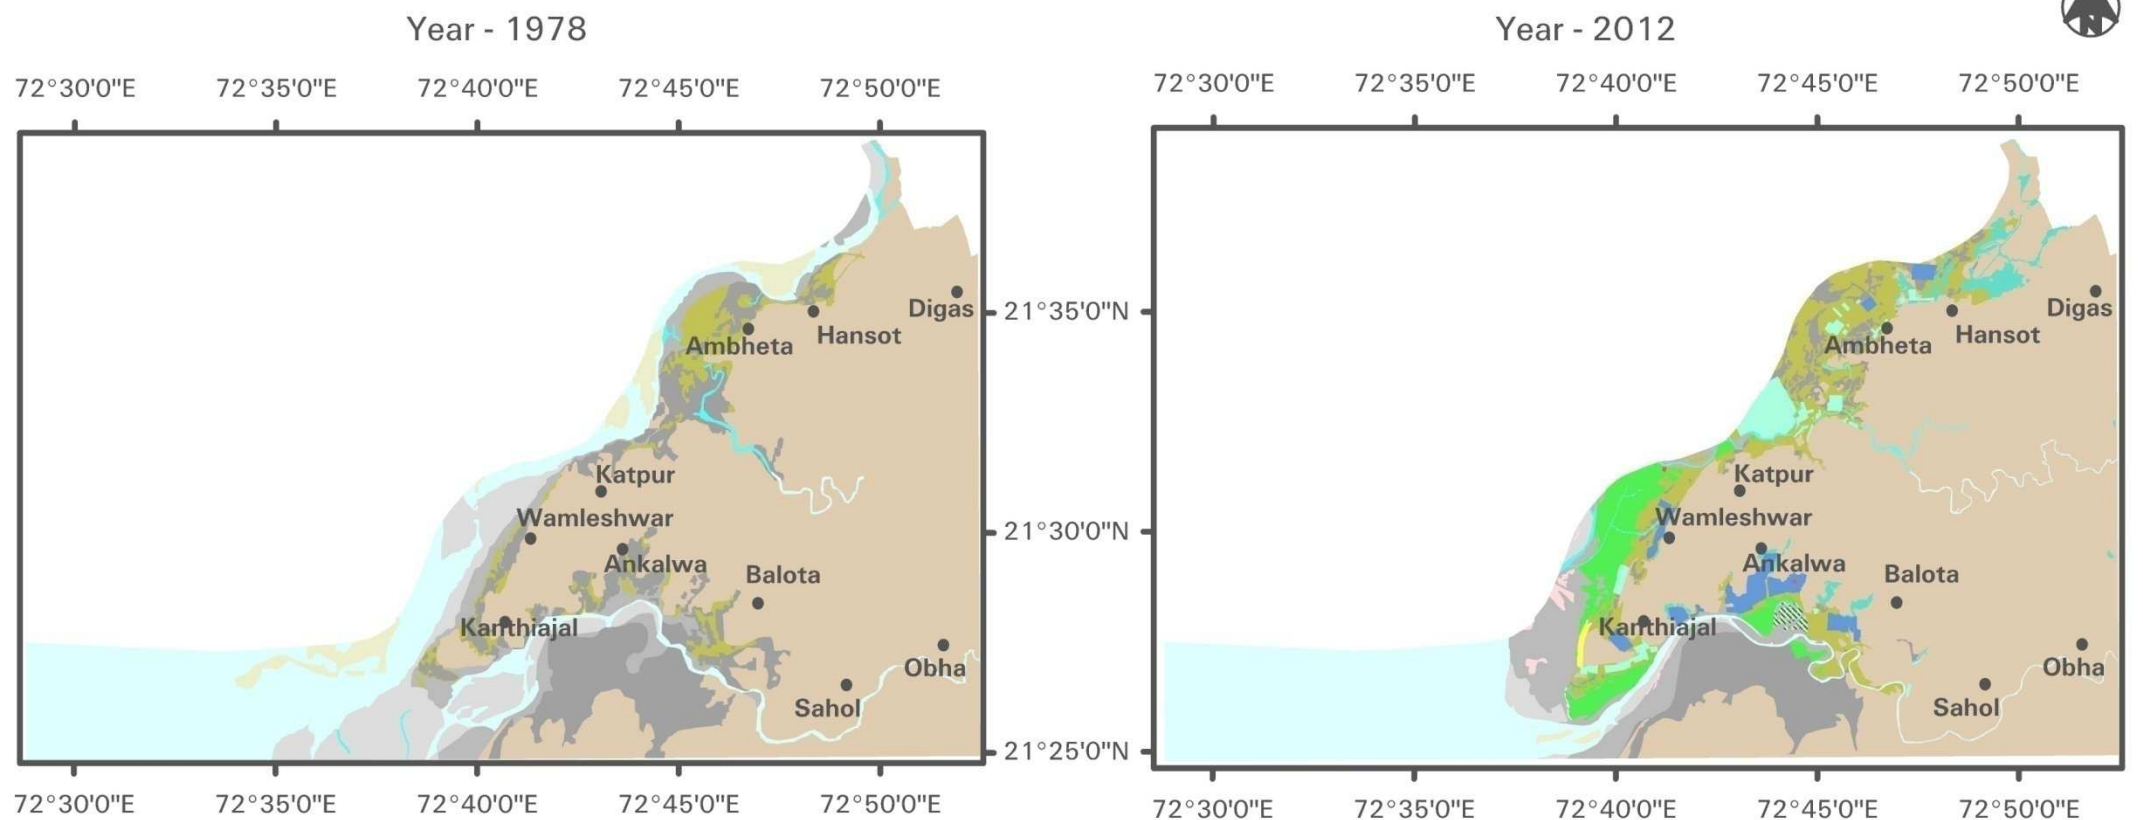 Year - 1978
72°30'0"E 72°35'0"E 72°40'0"E 72°45'0"E 72°50'0"E
Digas
Hansot
Ambheta
Katpur
Wamleshwar
Ankalwa
Balota
Kanthiajal
Obha
Sahol
72°30'0"E 72°35'0"E 72°40'0"E 72°45'0"E 72°50'0"E
21°35'0"N
21°30'0"N
21°25'0"N
Year - 2012
N
72°30'0"E 72°35'0"E 72°40'0"E 72°45'0"E 72°50'0"E
Digas
Hansot
Ambheta
Katpur
Wamleshwar
Ankalwa
Balota
Kanthiajal
Obha
Sahol
72°30'0"E 72°35'0"E 72°40'0"E 72°45'0"E 72°50'0"E